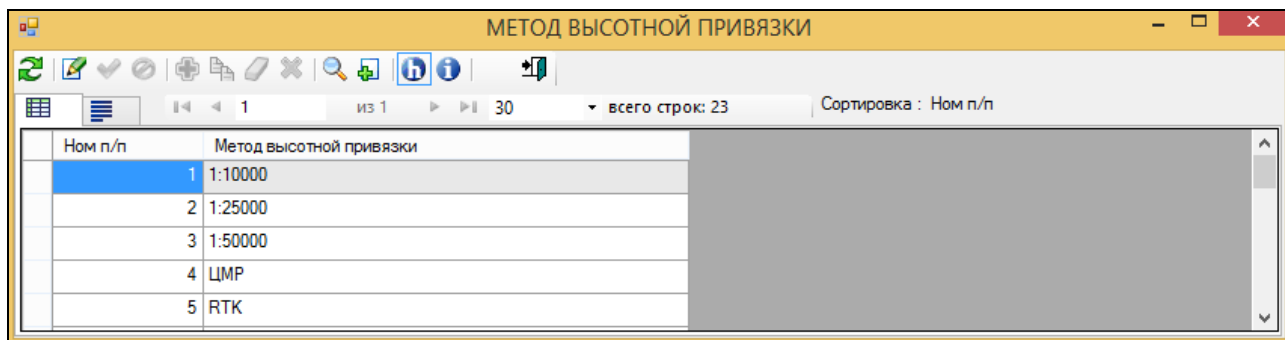 МЕТОД ВЫСОТНОЙ ПРИВЯЗКИ
1 из 1 30 всего строк: 23 Сортировка : Ном п/п
Ном п/п Метод высотной привязки
1 1:10000
2 1:25000
3 1:50000
4 ЦМР
5 RTK